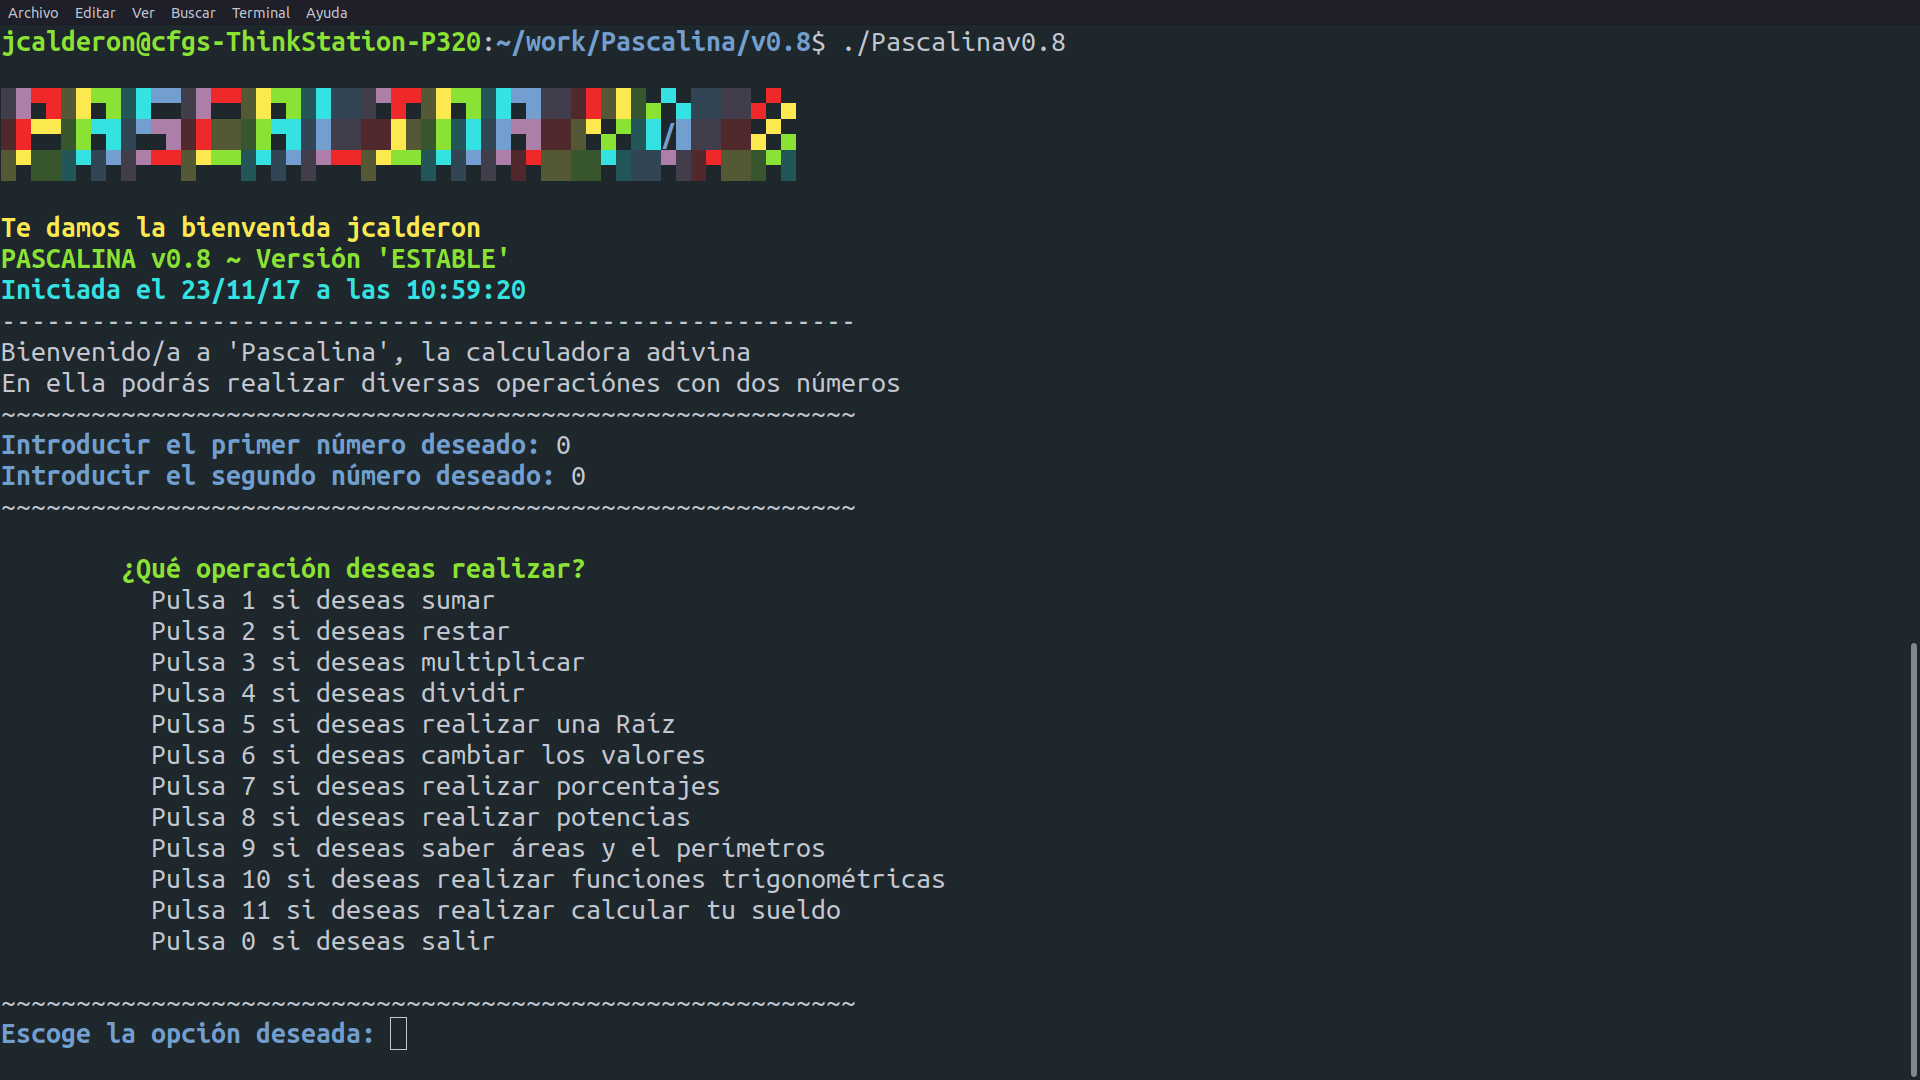 Archivo Editar Ver Buscar Terminal Ayuda
jcalderon@cfgs-ThinkStation-P320:~/work/Pascalina/v0.8$ ./Pascalinav0.8
PASCALINA V0.8
Te damos la bienvenida jcalderon
PASCALINA v0.8 ~ Versión 'ESTABLE'
Iniciada el 23/11/17 a las 10:59:20
---------------------------------------------------------
Bienvenido/a a 'Pascalina', la calculadora adivina
En ella podrás realizar diversas operaciónes con dos números
~~~~~~~~~~~~~~~~~~~~~~~~~~~~~~~~~~~~~~~~~~~~~~~~~~~~~~~~~
Introducir el primer número deseado: 0
Introducir el segundo número deseado: 0
~~~~~~~~~~~~~~~~~~~~~~~~~~~~~~~~~~~~~~~~~~~~~~~~~~~~~~~~~
¿Qué operación deseas realizar?
Pulsa 1 si deseas sumar
Pulsa 2 si deseas restar
Pulsa 3 si deseas multiplicar
Pulsa 4 si deseas dividir
Pulsa 5 si deseas realizar una Raíz
Pulsa 6 si deseas cambiar los valores
Pulsa 7 si deseas realizar porcentajes
Pulsa 8 si deseas realizar potencias
Pulsa 9 si deseas saber áreas y el perímetros
Pulsa 10 si deseas realizar funciones trigonométricas
Pulsa 11 si deseas realizar calcular tu sueldo
Pulsa 0 si deseas salir
~~~~~~~~~~~~~~~~~~~~~~~~~~~~~~~~~~~~~~~~~~~~~~~~~~~~~~~~~
Escoge la opción deseada: